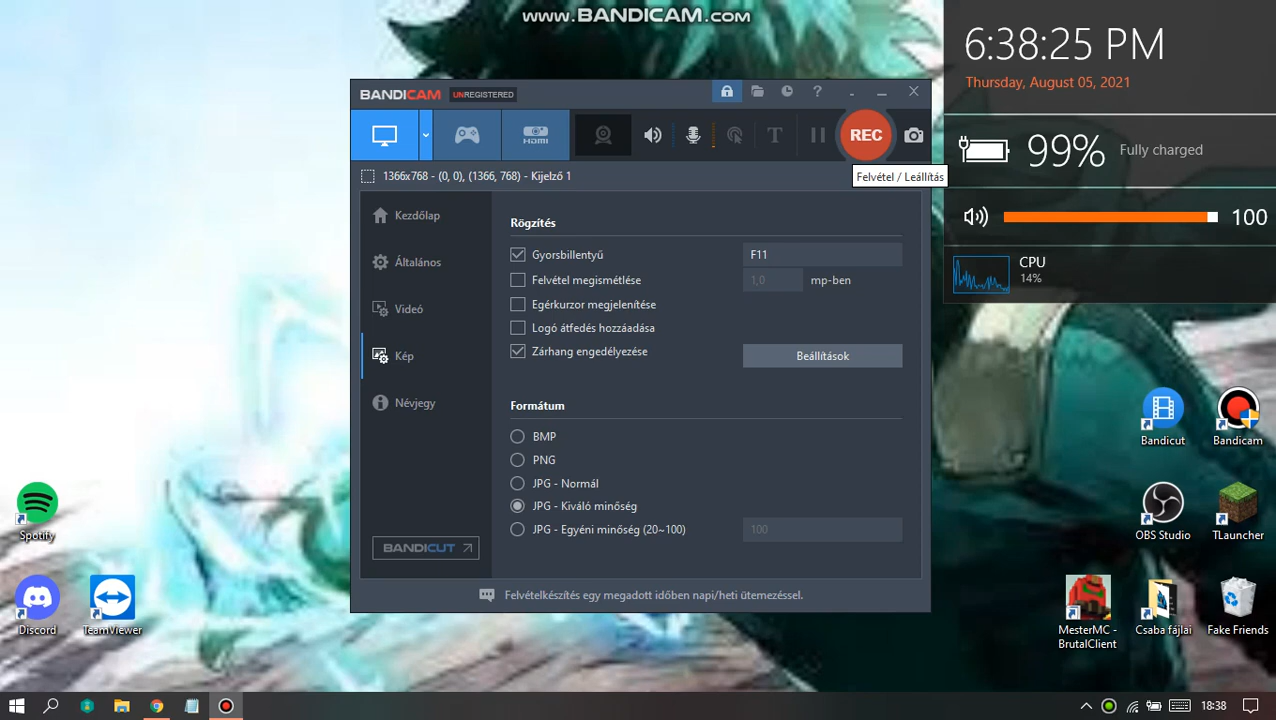 www.BANDICAM.com
6:38:25 PM
Thursday, August 05, 2021
99% Fully charged
100
CPU
14%
BANDICAM UNREGISTERED
?
HDMI
T
REC
Felvétel / Leállítás
1366x768 - (0, 0), (1366, 768) - Kijelző 1
Kezdőlap
Általános
Videó
Kép
Névjegy
BANDICUT
Rögzítés
Gyorsbillentyű F11
Felvétel megismétlése 1,0 mp-ben
Egérkurzor megjelenítése
Logó átfedés hozzáadása
Zárhang engedélyezése Beállítások
Formátum
BMP
PNG
JPG - Normál
JPG - Kiváló minőség
JPG - Egyéni minőség (20~100) 100
Felvételkészítés egy megadott időben napi/heti ütemezéssel.
Spotify
Discord
TeamViewer
Bandicut
Bandicam
OBS Studio
TLauncher
MesterMC -
BrutalClient
Csaba fájlai
Fake Friends
18:38